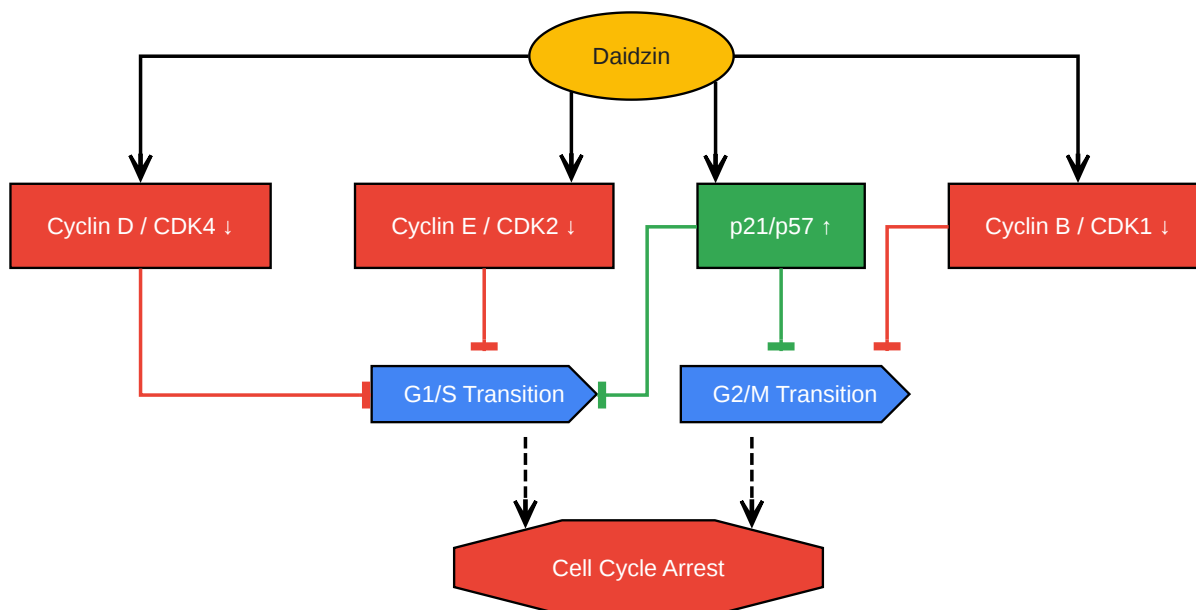 Daidzin
Cyclin D / CDK4 ↓
Cyclin E / CDK2 ↓
p21/p57 ↑
Cyclin B / CDK1 ↓
G1/S Transition
G2/M Transition
Cell Cycle Arrest